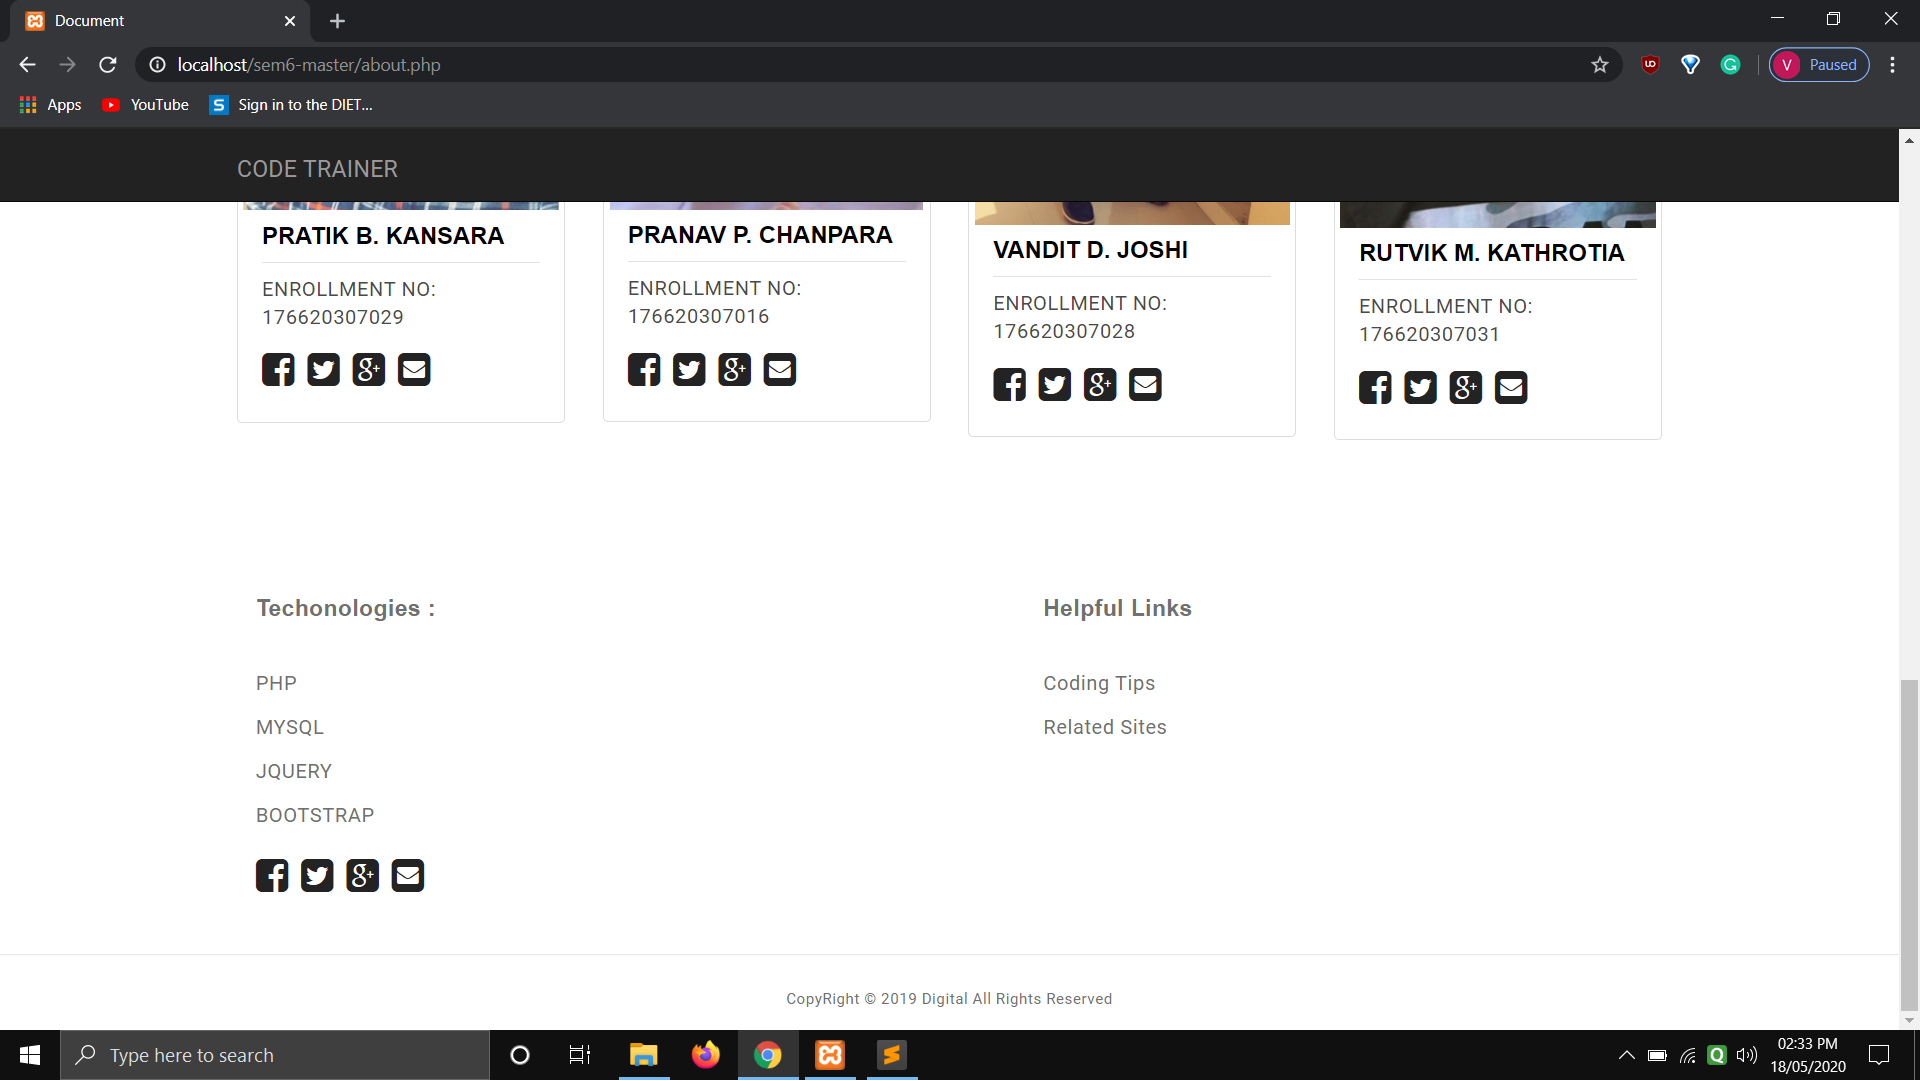 Document
localhost/sem6-master/about.php
V Paused
Apps YouTube S Sign in to the DIET...
CODE TRAINER
PRATIK B. KANSARA
ENROLLMENT NO:
176620307029
PRANAV P. CHANPARA
ENROLLMENT NO:
176620307016
VANDIT D. JOSHI
ENROLLMENT NO:
176620307028
RUTVIK M. KATHROTIA
ENROLLMENT NO:
176620307031
Techonologies :
PHP
MYSQL
JQUERY
BOOTSTRAP
Helpful Links
Coding Tips
Related Sites
CopyRight © 2019 Digital All Rights Reserved
Type here to search
02:33 PM
18/05/2020